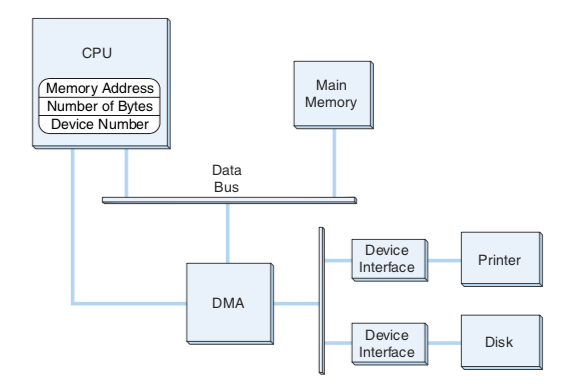 CPU
Memory Address
Number of Bytes
Device Number
Main
Memory
Data
Bus
DMA
Device
Interface
Printer
Device
Interface
Disk